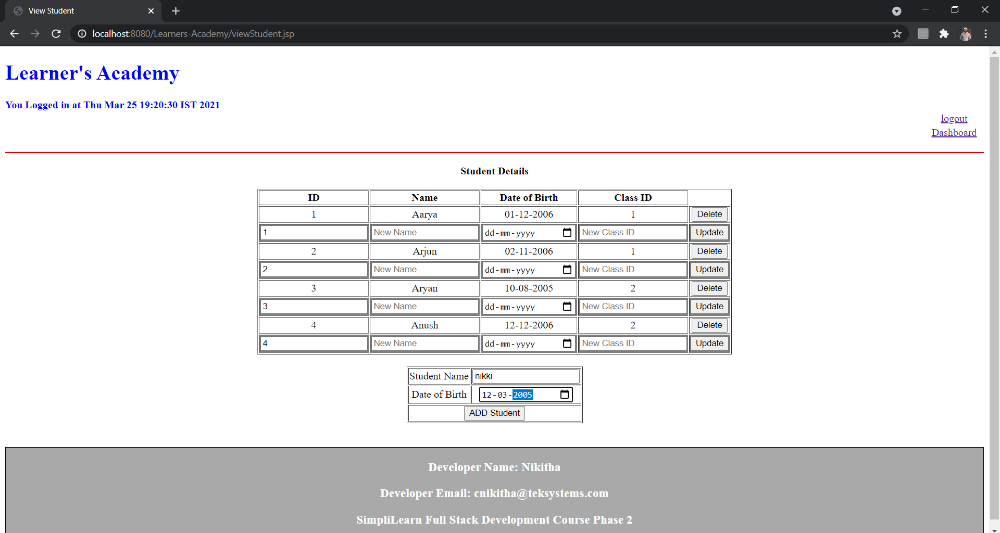 View Student
localhost:8080/Learners-Academy/viewStudent.jsp
Learner's Academy
You Logged in at Thu Mar 25 19:20:30 IST 2021
logout
Dashboard
Student Details
ID Name Date of Birth Class ID
1 Aarya 01-12-2006 1 Delete
1 New Name dd-mm-yyyy New Class ID Update
2 Arjun 02-11-2006 1 Delete
2 New Name dd-mm-yyyy New Class ID Update
3 Aryan 10-08-2005 2 Delete
3 New Name dd-mm-yyyy New Class ID Update
4 Anush 12-12-2006 2 Delete
4 New Name dd-mm-yyyy New Class ID Update
Student Name nikki
Date of Birth 12-03-2005
ADD Student
Developer Name: Nikitha
Developer Email: cnikitha@teksystems.com
SimpliLearn Full Stack Development Course Phase 2